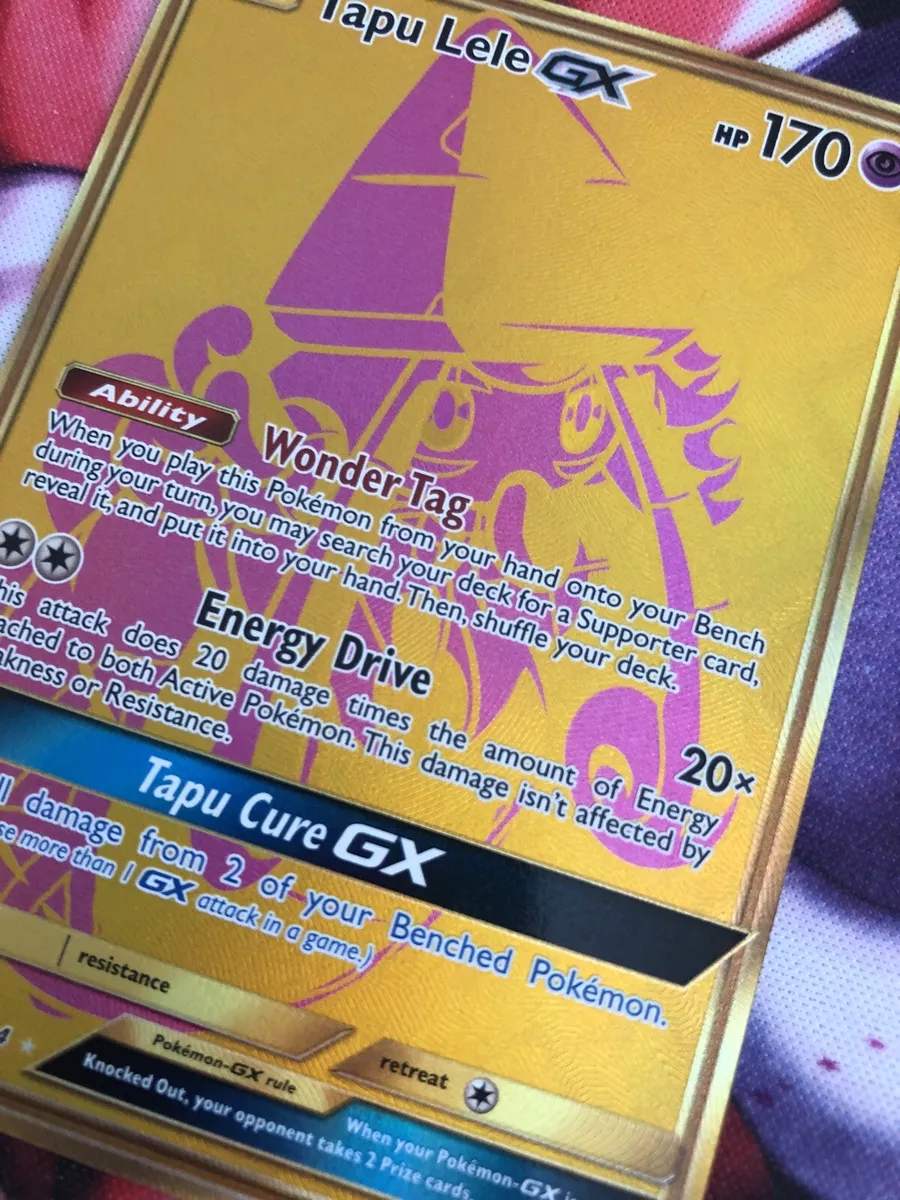 Tapu Lele GX
HP 170
Ability
Wonder Tag
When you play this Pokémon from your hand onto your Bench
during your turn, you may search your deck for a Supporter card,
reveal it, and put it into your hand. Then, shuffle your deck.
Energy Drive
20×
his attack does 20 damage times the amount of Energy
ached to both Active Pokémon. This damage isn't affected by
akness or Resistance.
Tapu Cure GX
ll damage from 2 of your Benched Pokémon.
se more than 1 GX attack in a game.)
resistance
retreat
4
Pokémon-GX rule
When your Pokémon-GX is
Knocked Out, your opponent takes 2 Prize cards.